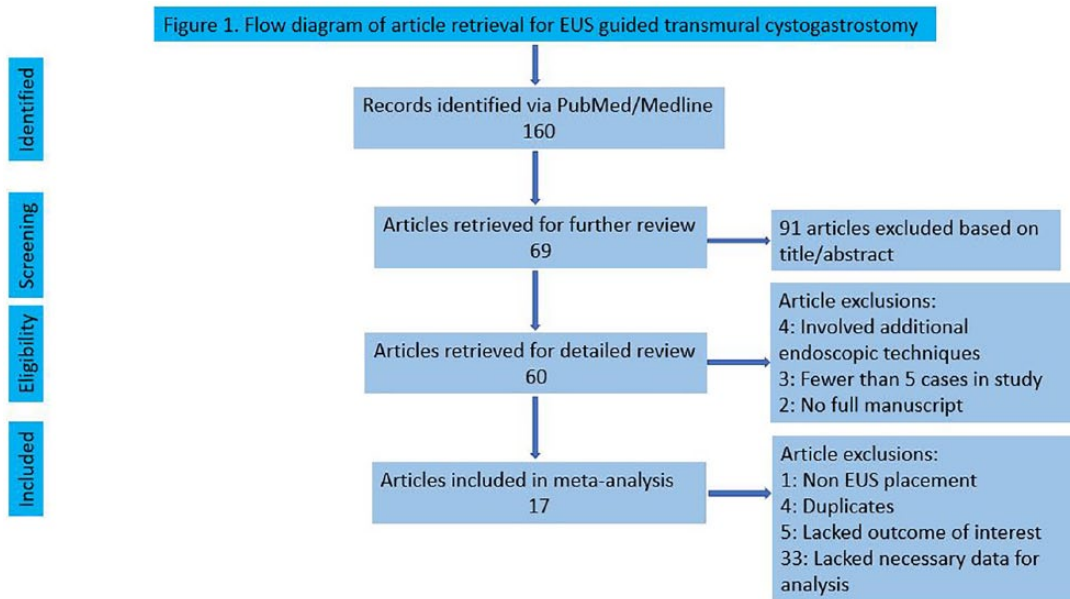 Figure 1. Flow diagram of article retrieval for EUS guided transmural cystogastrostomy
Identified
Records identified via PubMed/Medline
160
Screening
Articles retrieved for further review
69
91 articles excluded based on
title/abstract
Eligibility
Articles retrieved for detailed review
60
Article exclusions:
4: Involved additional
endoscopic techniques
3: Fewer than 5 cases in study
2: No full manuscript
Included
Articles included in meta-analysis
17
Article exclusions:
1: Non EUS placement
4: Duplicates
5: Lacked outcome of interest
33: Lacked necessary data for
analysis